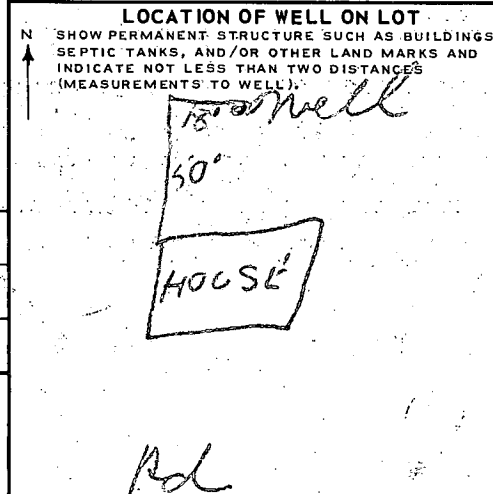 LOCATION OF WELL ON LOT
N SHOW PERMANENT STRUCTURE SUCH AS BUILDINGS
SEPTIC TANKS, AND/OR OTHER LAND MARKS AND
INDICATE NOT LESS THAN TWO DISTANCES
(MEASUREMENTS TO WELL).
18' Well
50'
HOUSE
Rd